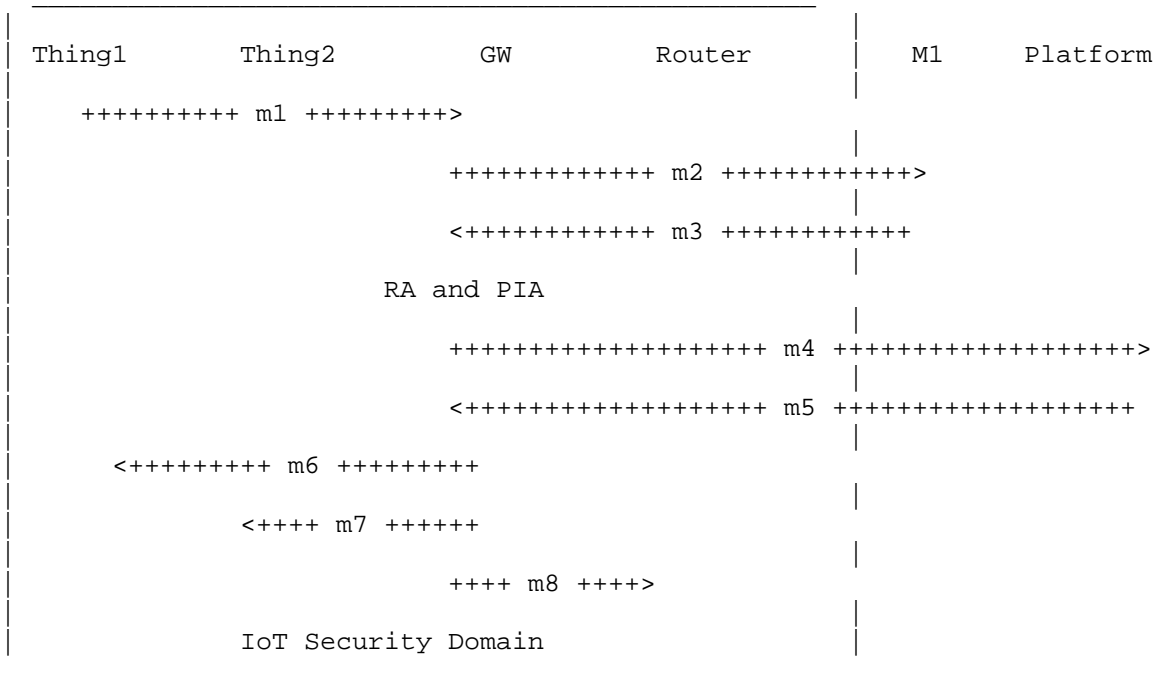 Thing1 Thing2 GW Router M1 Platform
++++++++++ m1 +++++++++>
+++++++++++++ m2 ++++++++++++>
<++++++++++++ m3 ++++++++++++
RA and PIA
++++++++++++++++++++ m4 +++++++++++++++++++>
<+++++++++++++++++++ m5 +++++++++++++++++++
<+++++++++ m6 +++++++++
<++++ m7 ++++++
++++ m8 ++++>
IoT Security Domain